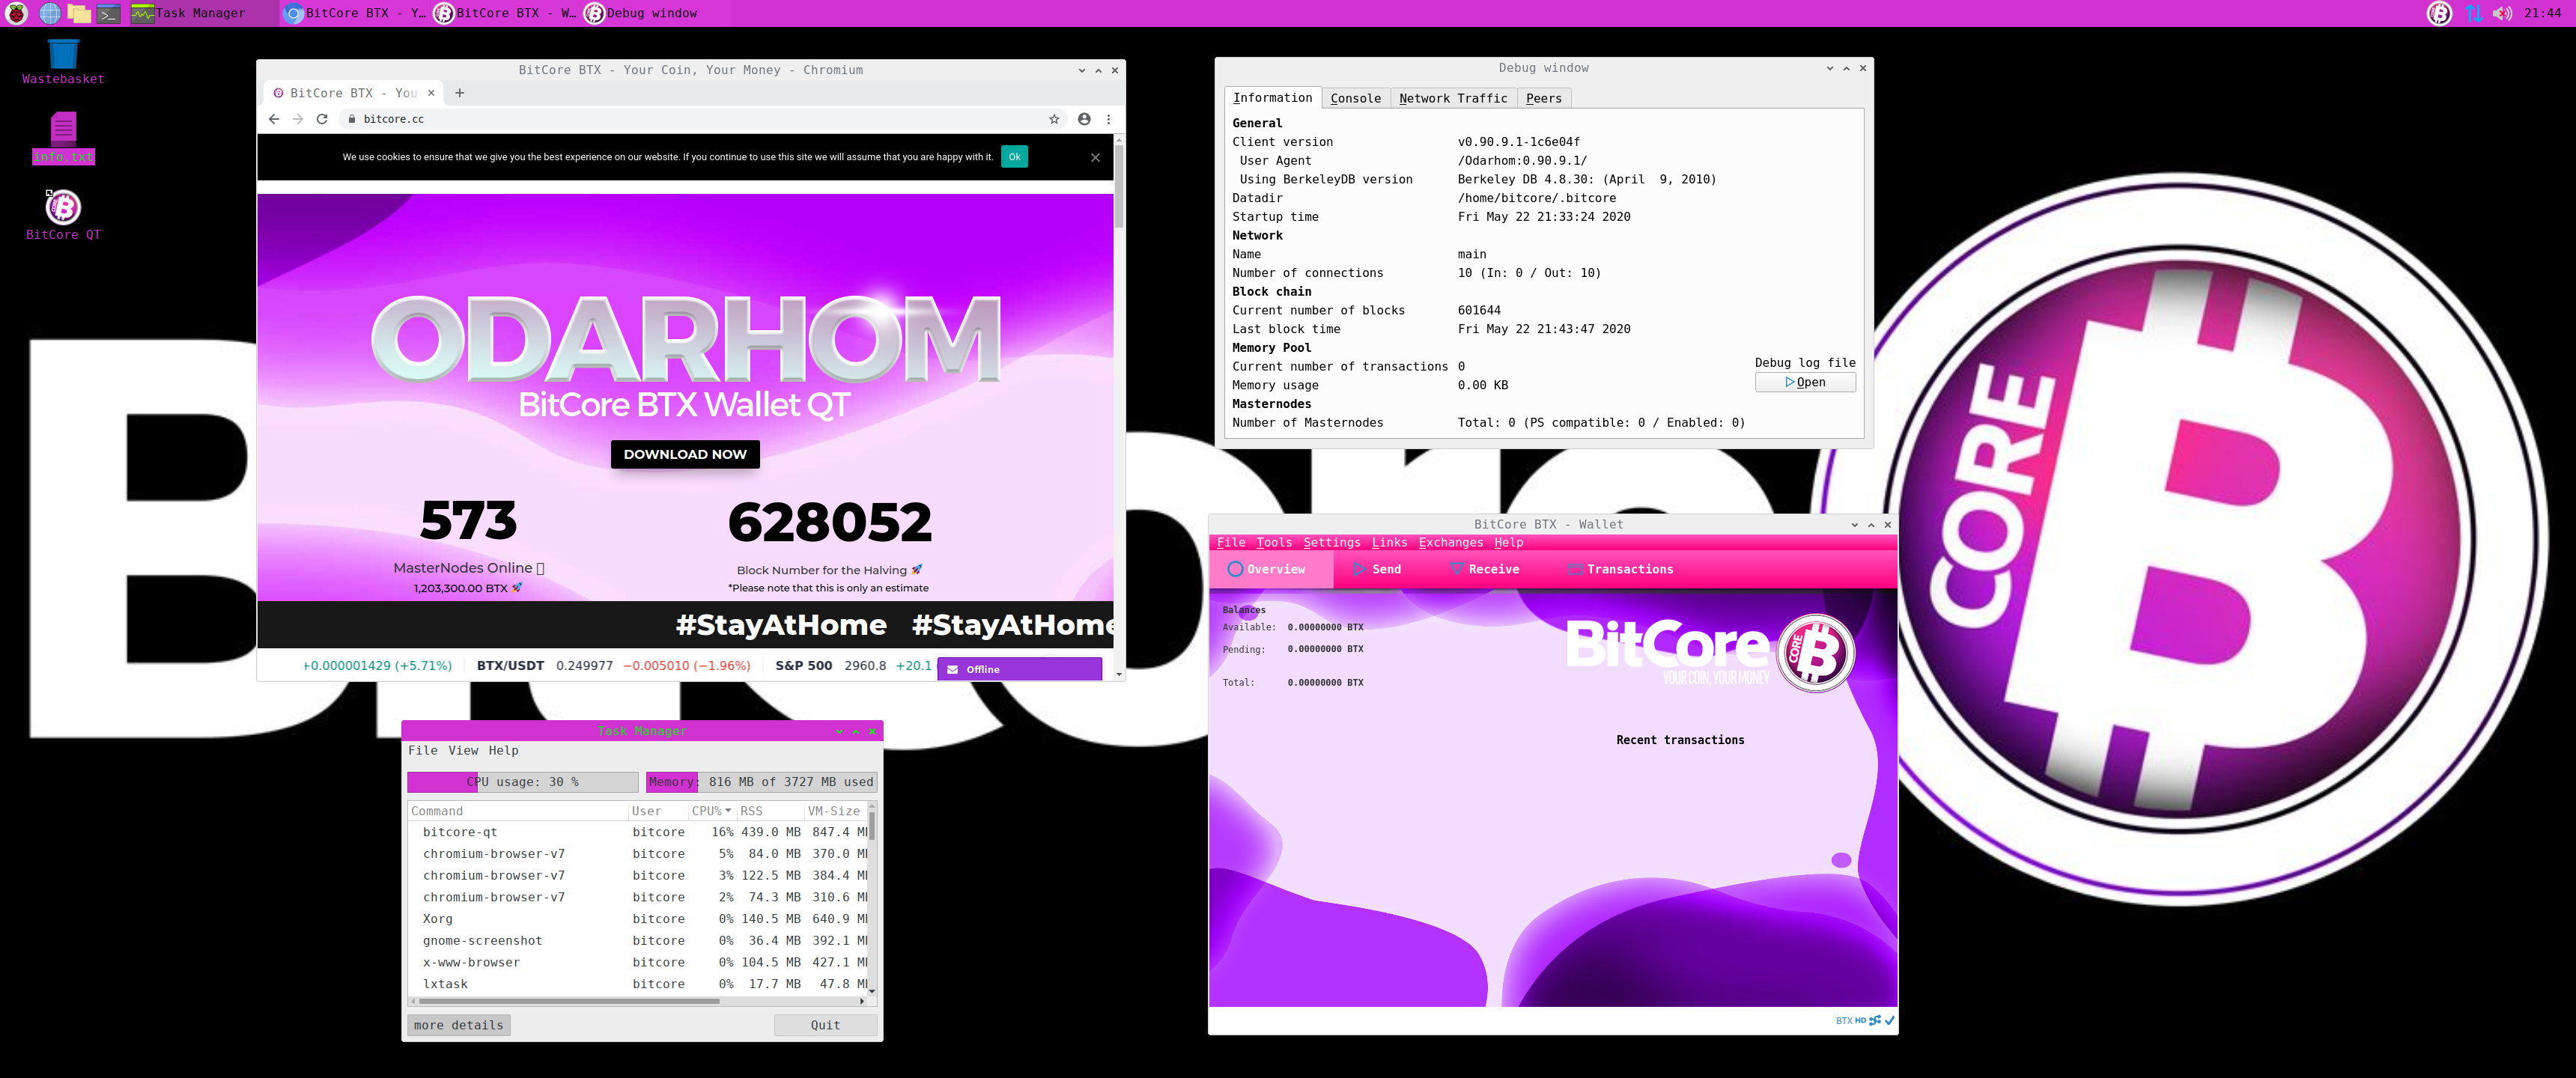 Task Manager
BitCore BTX - Y…
BitCore BTX - W…
Debug window
21:44
Wastebasket
info.txt
BitCore QT
BitCore BTX - Your Coin, Your Money - Chromium
BitCore BTX - You
bitcore.cc
We use cookies to ensure that we give you the best experience on our website. If you continue to use this site we will assume that you are happy with it. Ok
ODARHOM
BitCore BTX Wallet QT
DOWNLOAD NOW
573
628052
MasterNodes Online
1,203,300.00 BTX 🚀
Block Number for the Halving 🚀
*Please note that this is only an estimate
#StayAtHome #StayAtHome
+0.000001429 (+5.71%) BTX/USDT 0.249977 −0.005010 (−1.96%) S&P 500 2960.8 +20.1
Offline
Debug window
Information Console Network Traffic Peers
General
Client version v0.90.9.1-1c6e04f
User Agent /Odarhom:0.90.9.1/
Using BerkeleyDB version Berkeley DB 4.8.30: (April  9, 2010)
Datadir /home/bitcore/.bitcore
Startup time Fri May 22 21:33:24 2020
Network
Name main
Number of connections 10 (In: 0 / Out: 10)
Block chain
Current number of blocks 601644
Last block time Fri May 22 21:43:47 2020
Memory Pool
Current number of transactions 0
Memory usage 0.00 KB
Debug log file
Open
Masternodes
Number of Masternodes Total: 0 (PS compatible: 0 / Enabled: 0)
BitCore BTX - Wallet
File Tools Settings Links Exchanges Help
Overview Send Receive Transactions
Balances
Available: 0.00000000 BTX
Pending: 0.00000000 BTX
Total: 0.00000000 BTX
BitCore
YOUR COIN, YOUR MONEY
CORE
Recent transactions
BTX HD
Task Manager
File View Help
CPU usage: 30 %
Memory: 816 MB of 3727 MB used
Command User CPU% RSS VM-Size
bitcore-qt bitcore 16% 439.0 MB 847.4 MB
chromium-browser-v7 bitcore 5% 84.0 MB 370.0 MB
chromium-browser-v7 bitcore 3% 122.5 MB 384.4 MB
chromium-browser-v7 bitcore 2% 74.3 MB 310.6 MB
Xorg bitcore 0% 140.5 MB 640.9 MB
gnome-screenshot bitcore 0% 36.4 MB 392.1 MB
x-www-browser bitcore 0% 104.5 MB 427.1 MB
lxtask bitcore 0% 17.7 MB 47.8 MB
more details
Quit
CORE